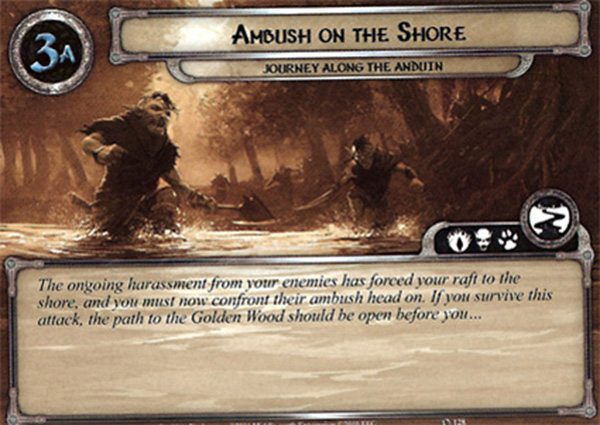 3A
AMBUSH ON THE SHORE
JOURNEY ALONG THE ANDUIN
The ongoing harassment from your enemies has forced your raft to the
shore, and you must now confront their ambush head on. If you survive this
attack, the path to the Golden Wood should be open before you…